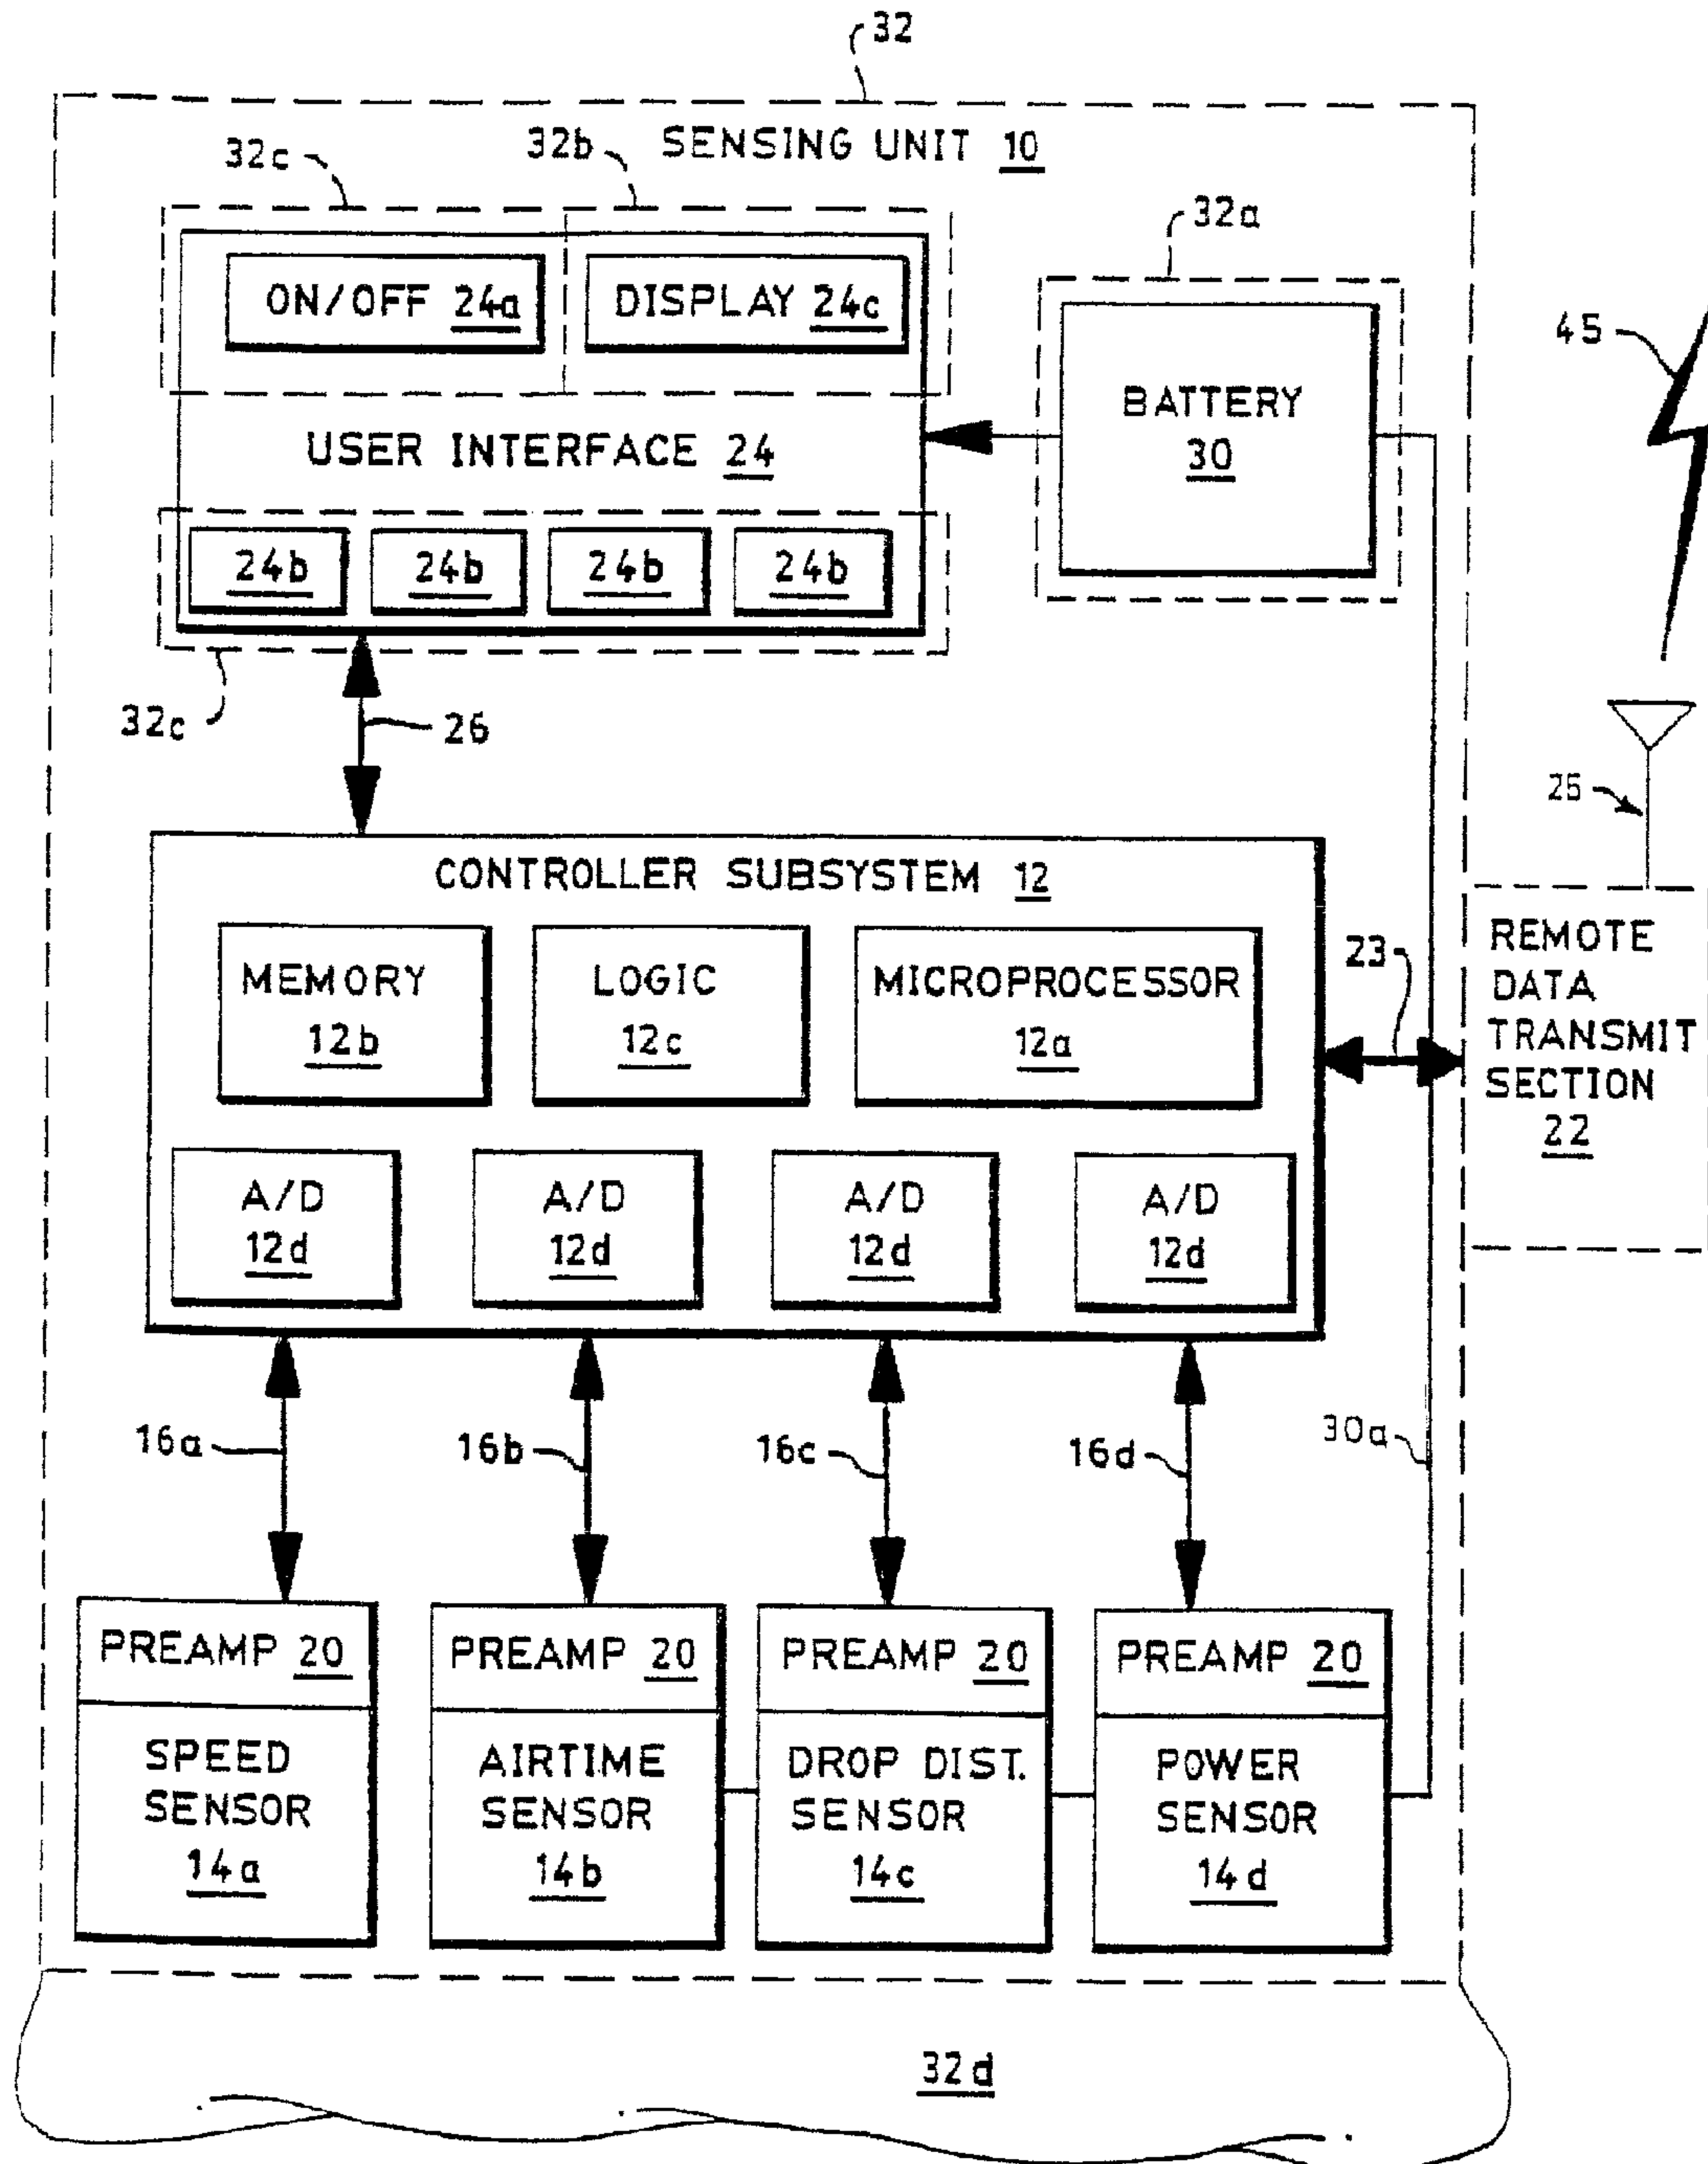 32
SENSING UNIT 10
32c
32b
32a
ON/OFF 24a
DISPLAY 24c
BATTERY
30
45
USER INTERFACE 24
24b 24b 24b 24b
32c
26
25
CONTROLLER SUBSYSTEM 12
MEMORY
12b
LOGIC
12c
MICROPROCESSOR
12a
23
REMOTE
DATA
TRANSMIT
SECTION
22
A/D
12d
A/D
12d
A/D
12d
A/D
12d
16a
16b
16c
16d
30a
PREAMP 20
SPEED
SENSOR
14a
PREAMP 20
AIRTIME
SENSOR
14b
PREAMP 20
DROP DIST.
SENSOR
14c
PREAMP 20
POWER
SENSOR
14d
32d